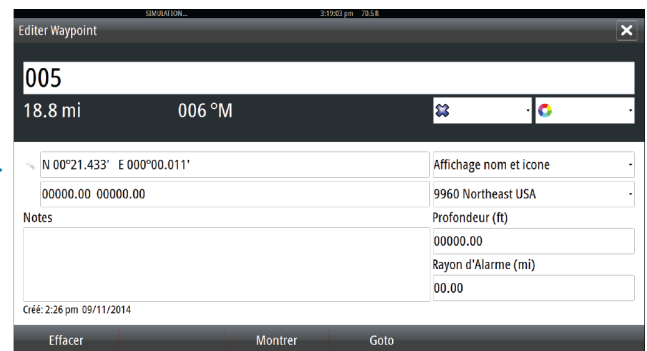 SIMULATION... 3:19:03 pm 70.5 ft
Editer Waypoint
005
18.8 mi 006 °M
N 00°21.433' E 000°00.011' Affichage nom et icone
00000.00 00000.00 9960 Northeast USA
Notes Profondeur (ft)
00000.00
Rayon d'Alarme (mi)
00.00
Créé: 2:26 pm 09/11/2014
Effacer Montrer Goto